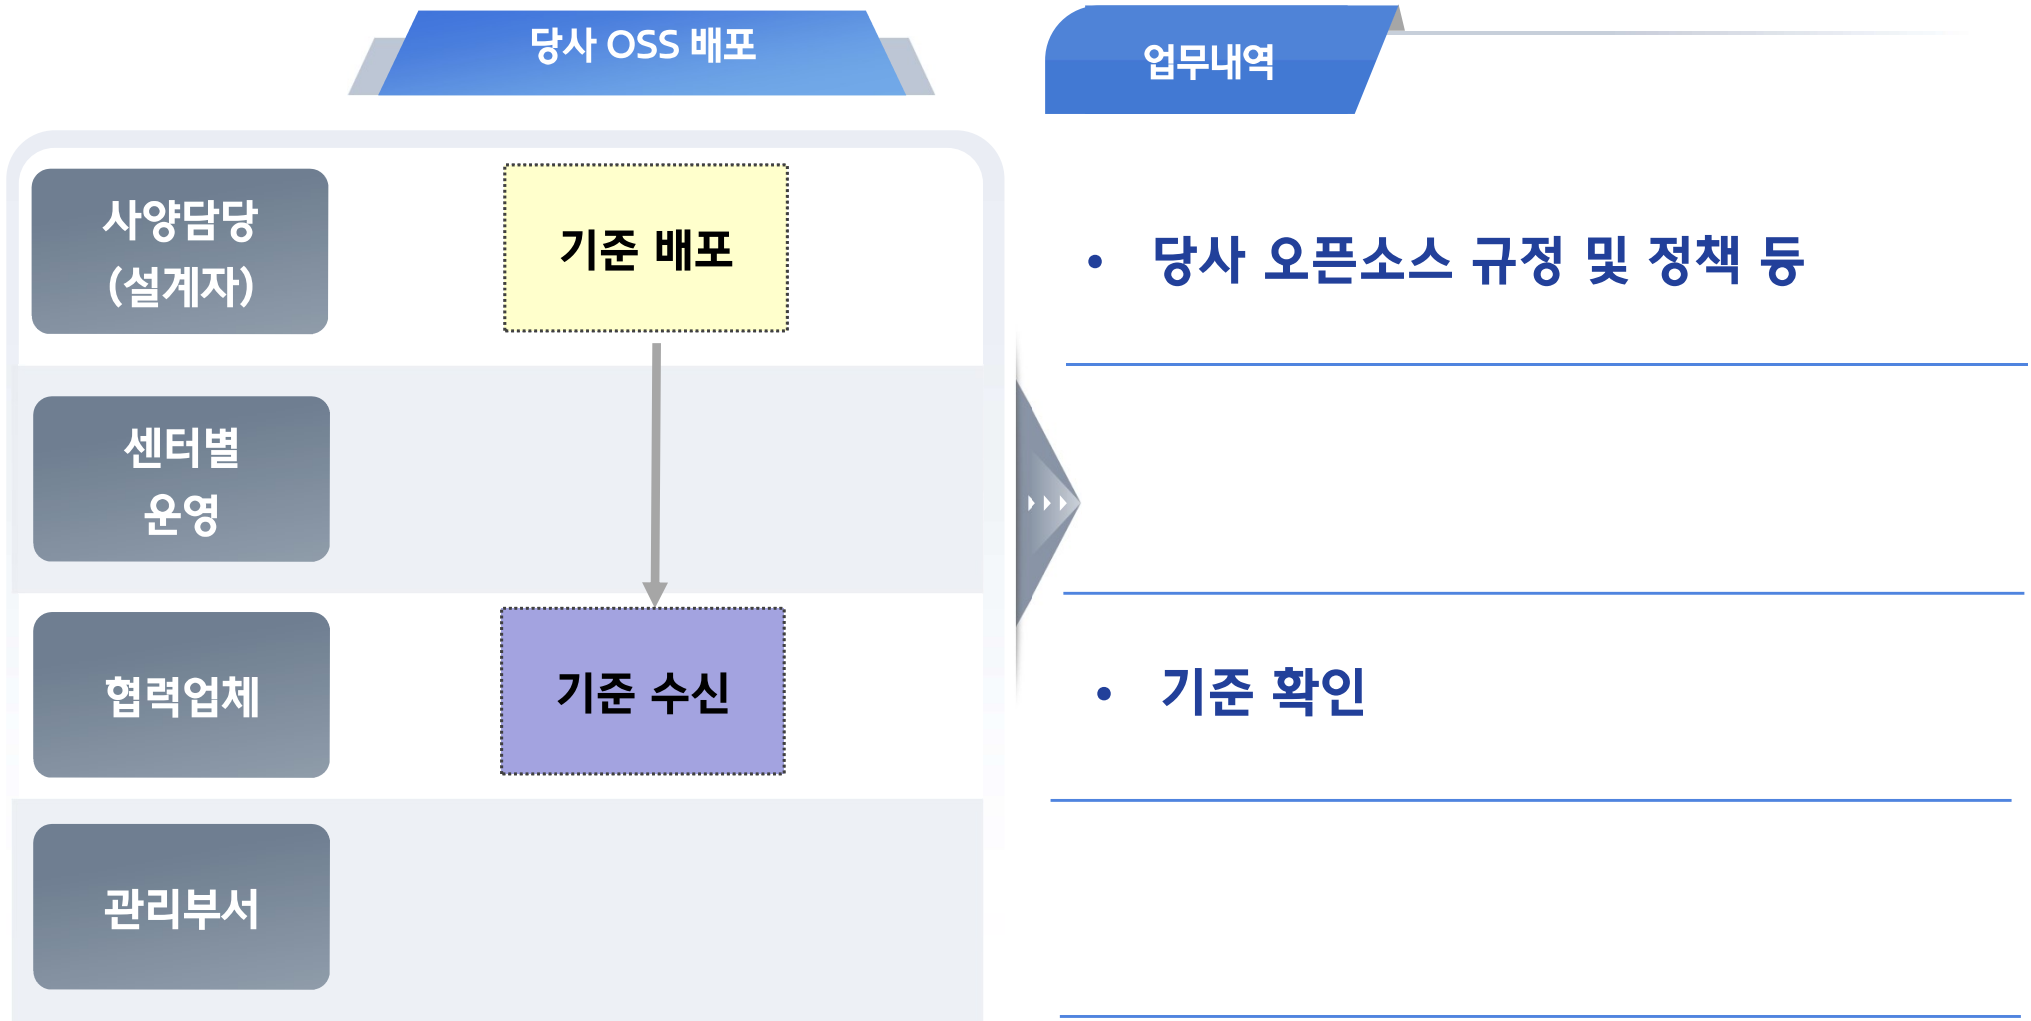 당사 OSS 배포
업무내역
사양담당
(설계자)
기준 배포
• 당사 오픈소스 규정 및 정책 등
센터별
운영
협력업체
기준 수신
• 기준 확인
관리부서